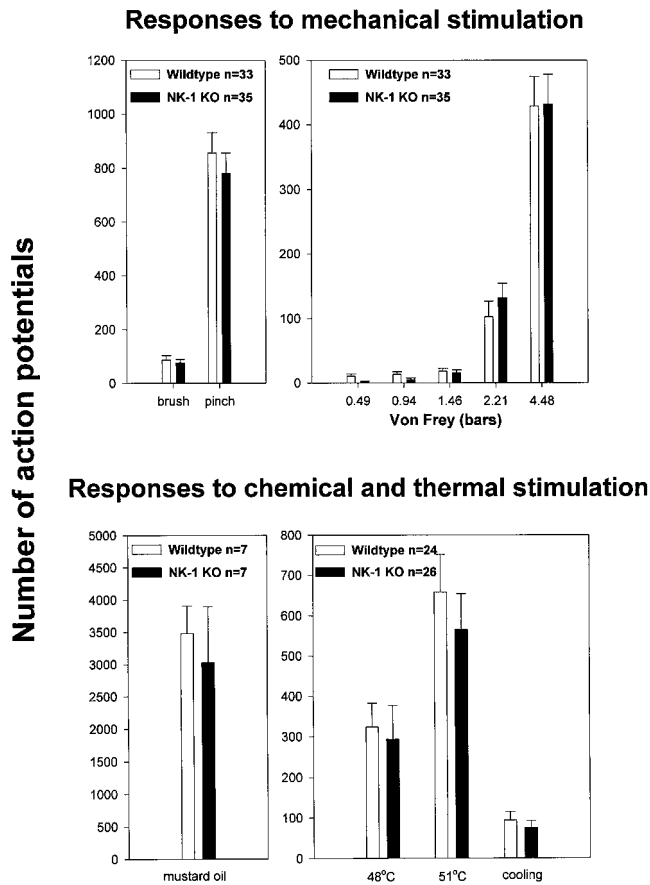 Responses to mechanical stimulation
Number of action potentials
1200
1000
800
600
400
200
0
Wildtype n=33
NK-1 KO n=35
brush pinch
500
400
300
200
100
0
Wildtype n=33
NK-1 KO n=35
0.49 0.94 1.46 2.21 4.48
Von Frey (bars)
Responses to chemical and thermal stimulation
5000
4500
4000
3500
3000
2500
2000
1500
1000
500
0
Wildtype n=7
NK-1 KO n=7
mustard oil
800
700
600
500
400
300
200
100
0
Wildtype n=24
NK-1 KO n=26
48°C 51°C cooling